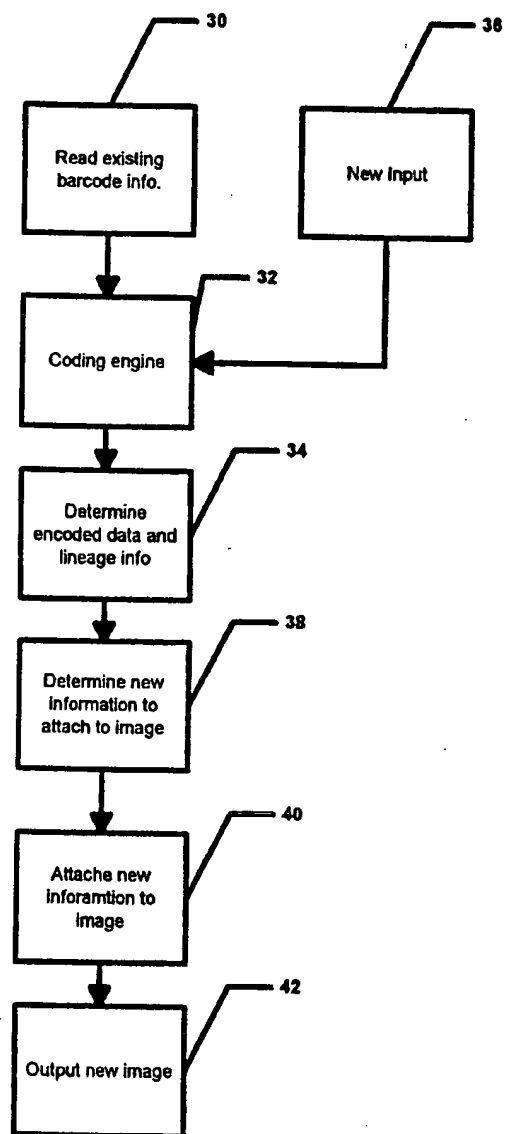 30
36
Read existing
barcode info.
New Input
32
Coding engine
34
Determine
encoded data and
lineage info
38
Determine new
information to
attach to image
40
Attache new
inforamtion to
image
42
Output new image